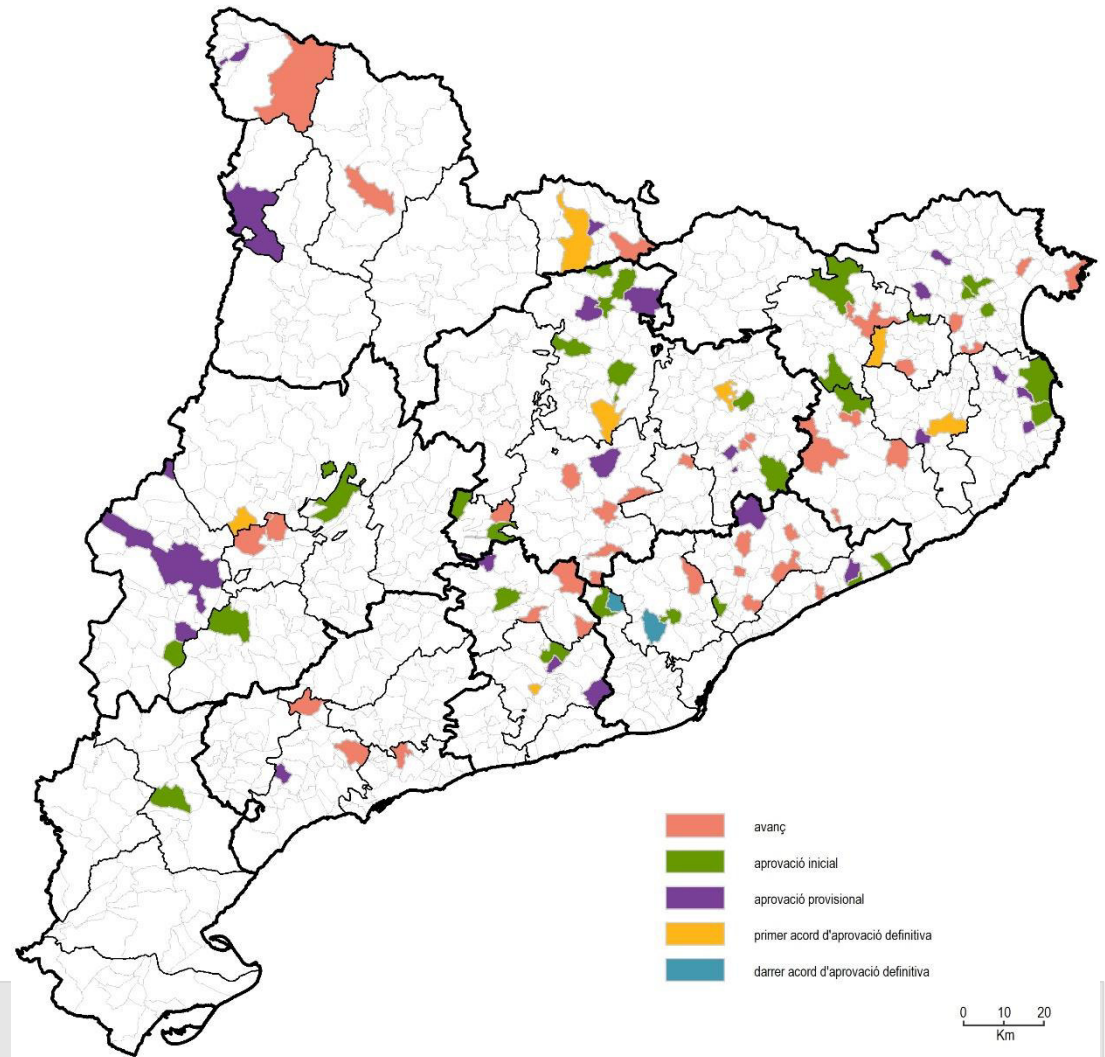 avanç
aprovació inicial
aprovació provisional
primer acord d'aprovació definitiva
darrer acord d'aprovació definitiva
0 10 20
Km